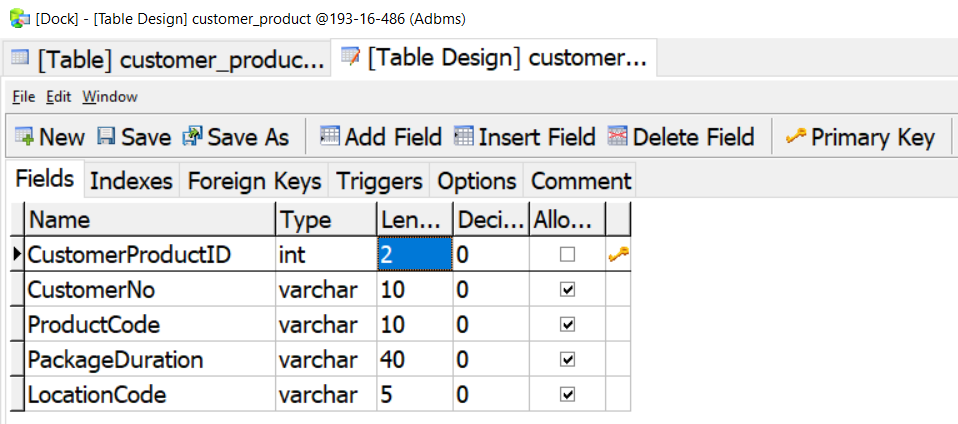 [Dock] - [Table Design] customer_product @193-16-486 (Adbms)
[Table] customer_produc... [Table Design] customer...
File Edit Window
New Save Save As Add Field Insert Field Delete Field Primary Key
Fields Indexes Foreign Keys Triggers Options Comment
Name Type Len... Deci... Allo...
CustomerProductID int 2 0
CustomerNo varchar 10 0
ProductCode varchar 10 0
PackageDuration varchar 40 0
LocationCode varchar 5 0